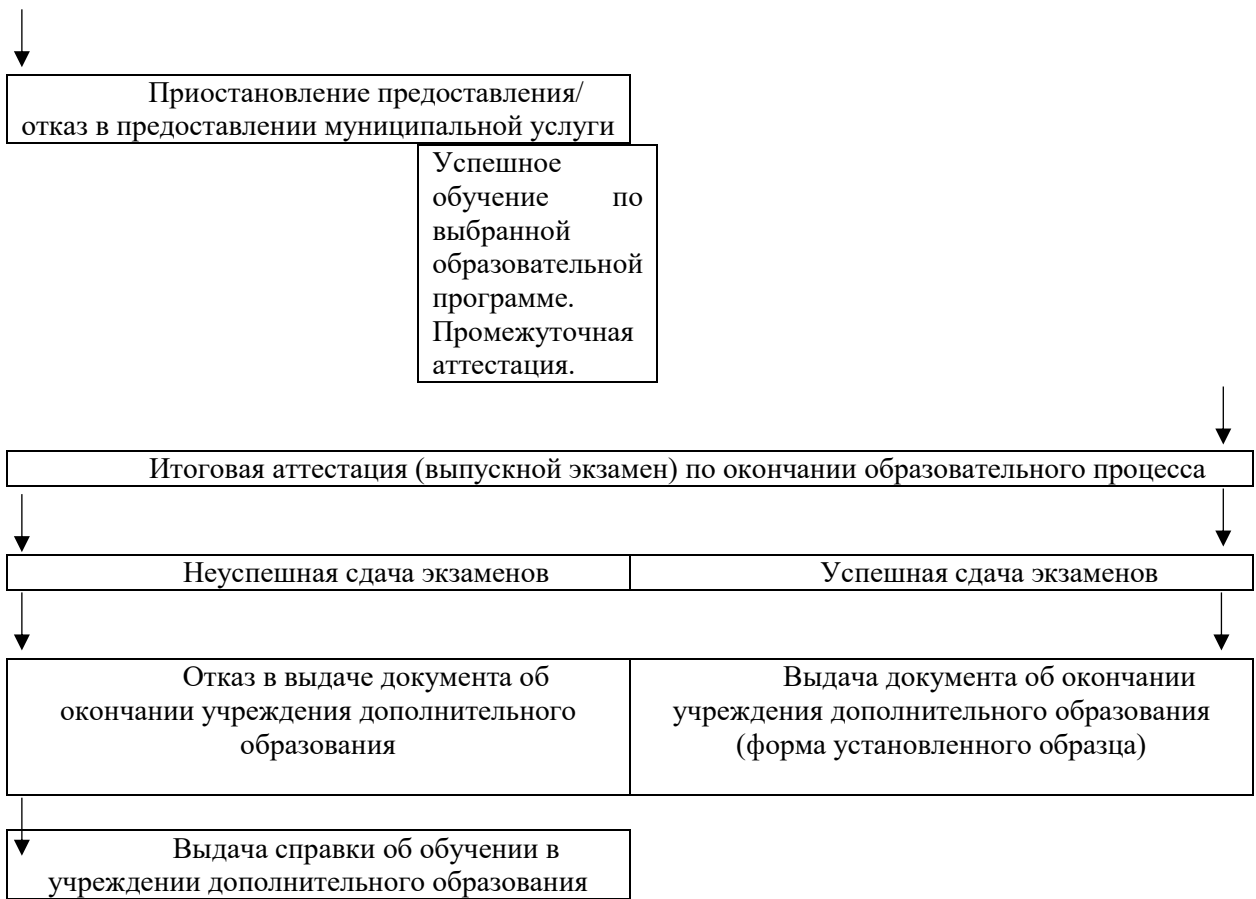 Приостановление предоставления/
отказ в предоставлении муниципальной услуги
Успешное
обучение по
выбранной
образовательной
программе.
Промежуточная
аттестация.
Итоговая аттестация (выпускной экзамен) по окончании образовательного процесса
Неуспешная сдача экзаменов
Успешная сдача экзаменов
Отказ в выдаче документа об
окончании учреждения дополнительного
образования
Выдача документа об окончании
учреждения дополнительного образования
(форма установленного образца)
Выдача справки об обучении в
учреждении дополнительного образования